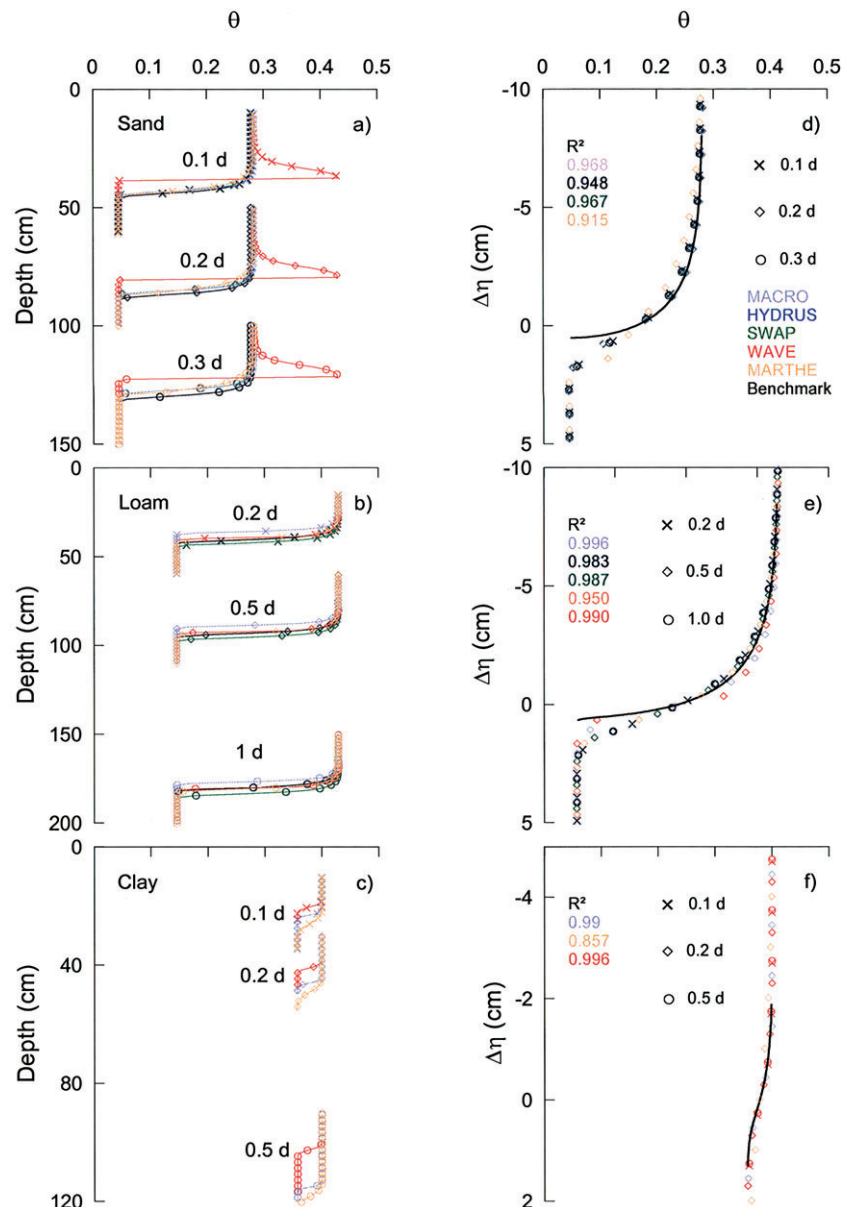 θ
0 0.1 0.2 0.3 0.4 0.5
0
50
100
150
Depth (cm)
Sand
a)
0.1 d
0.2 d
0.3 d
0
50
100
150
200
Depth (cm)
Loam
b)
0.2 d
0.5 d
1 d
0
40
80
120
Depth (cm)
Clay
c)
0.1 d
0.2 d
0.5 d
θ
0 0.1 0.2 0.3 0.4 0.5
-10
-5
0
5
Δη (cm)
d)
R²
0.968
0.948
0.967
0.915
0.1 d
0.2 d
0.3 d
MACRO
HYDRUS
SWAP
WAVE
MARTHE
Benchmark
-10
-5
0
5
Δη (cm)
e)
R²
0.996
0.983
0.987
0.950
0.990
0.2 d
0.5 d
1.0 d
-4
-2
0
2
Δη (cm)
f)
R²
0.99
0.857
0.996
0.1 d
0.2 d
0.5 d